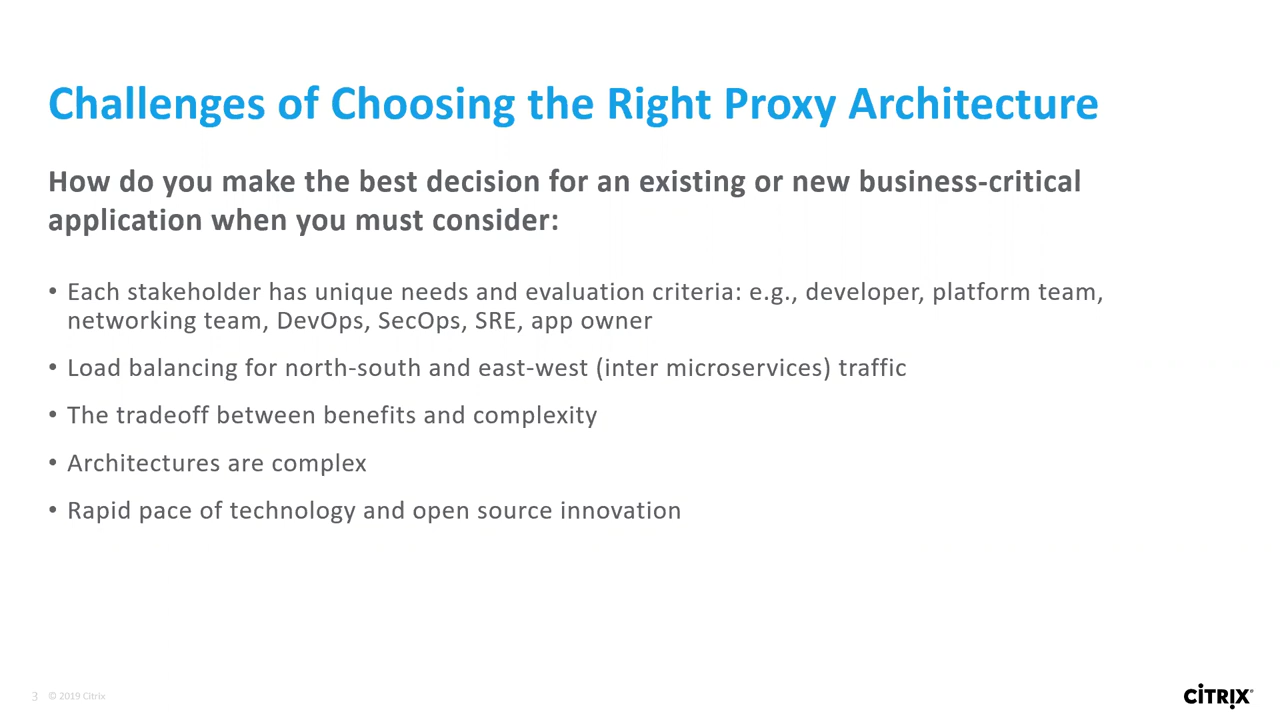 Challenges of Choosing the Right Proxy Architecture
How do you make the best decision for an existing or new business-critical
application when you must consider:
• Each stakeholder has unique needs and evaluation criteria: e.g., developer, platform team,
networking team, DevOps, SecOps, SRE, app owner
• Load balancing for north-south and east-west (inter microservices) traffic
• The tradeoff between benefits and complexity
• Architectures are complex
• Rapid pace of technology and open source innovation
3 © 2019 Citrix
CİTRİX®